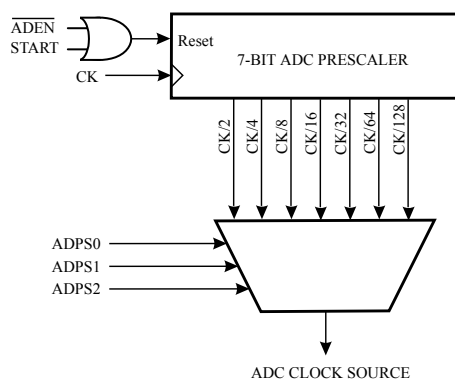 ADEN
START
Reset
7-BIT ADC PRESCALER
CK
CK/2
CK/4
CK/8
CK/16
CK/32
CK/64
CK/128
ADPS0
ADPS1
ADPS2
ADC CLOCK SOURCE